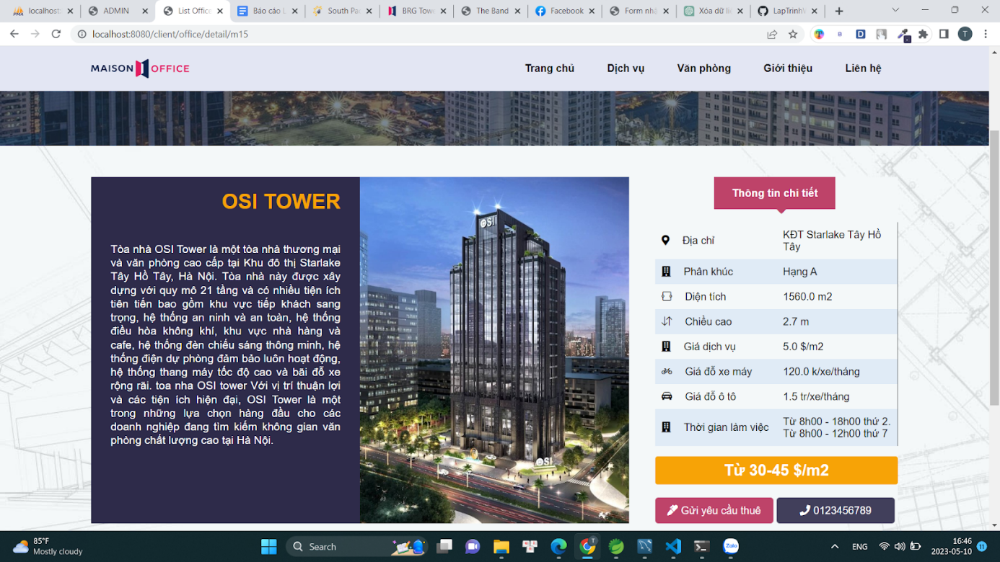 localhost:
ADMIN
List Office
Báo cáo L
South Pa
BRG Tow
The Band
Facebook
Form nhậ
Xóa dữ li
LapTrinhV
localhost:8080/client/office/detail/m15
T
MAISON OFFICE
Trang chủ
Dịch vụ
Văn phòng
Giới thiệu
Liên hệ
OSI TOWER
Tòa nhà OSI Tower là một tòa nhà thương mại
và văn phòng cao cấp tại Khu đô thị Starlake
Tây Hồ Tây, Hà Nội. Tòa nhà này được xây
dựng với quy mô 21 tầng và có nhiều tiện ích
tiên tiến bao gồm khu vực tiếp khách sang
trọng, hệ thống an ninh và an toàn, hệ thống
điều hòa không khí, khu vực nhà hàng và
cafe, hệ thống đèn chiếu sáng thông minh, hệ
thống điện dự phòng đảm bảo luôn hoạt động,
hệ thống thang máy tốc độ cao và bãi đỗ xe
rộng rãi. toa nha OSI tower Với vị trí thuận lợi
và các tiện ích hiện đại, OSI Tower là một
trong những lựa chọn hàng đầu cho các
doanh nghiệp đang tìm kiếm không gian văn
phòng chất lượng cao tại Hà Nội.
OSI
OSI
Thông tin chi tiết
Địa chỉ
KĐT Starlake Tây Hồ
Tây
Phân khúc
Hạng A
Diện tích
1560.0 m2
Chiều cao
2.7 m
Giá dịch vụ
5.0 $/m2
Giá đỗ xe máy
120.0 k/xe/tháng
Giá đỗ ô tô
1.5 tr/xe/tháng
Thời gian làm việc
Từ 8h00 - 18h00 thứ 2.
Từ 8h00 - 12h00 thứ 7
Từ 30-45 $/m2
Gửi yêu cầu thuê
0123456789
85°F
Mostly cloudy
Search
Zalo
ENG
16:46
2023-05-10
11